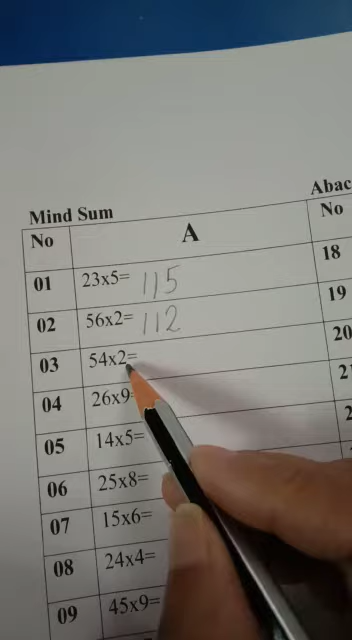 Mind Sum
Abac
No
A
No
01
23x5= 115
18
02
56x2= 112
19
03
54x2=
20
04
26x9=
05
14x5=
06
25x8=
07
15x6=
08
24x4=
09
45x9=